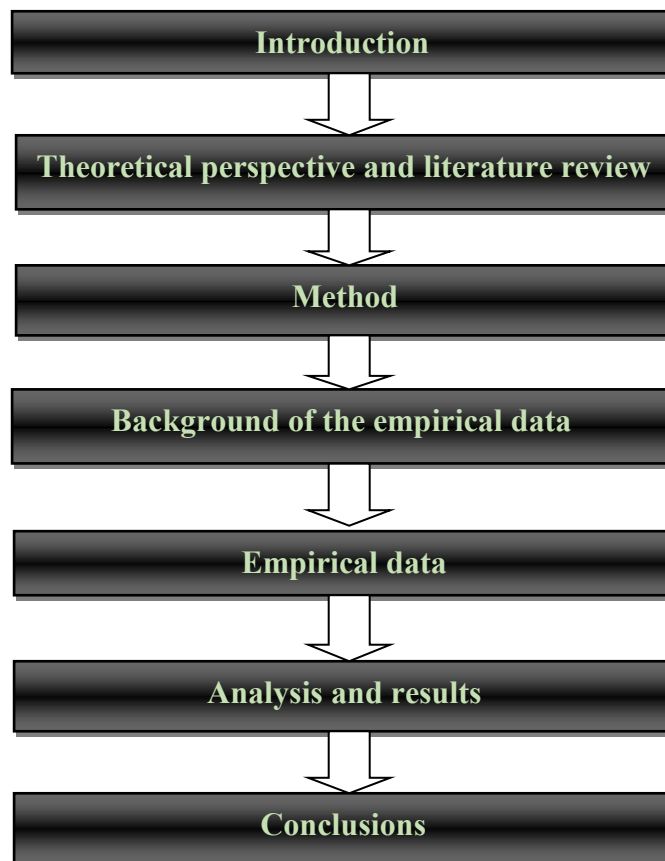 Introduction
Theoretical perspective and literature review
Method
Background of the empirical data
Empirical data
Analysis and results
Conclusions